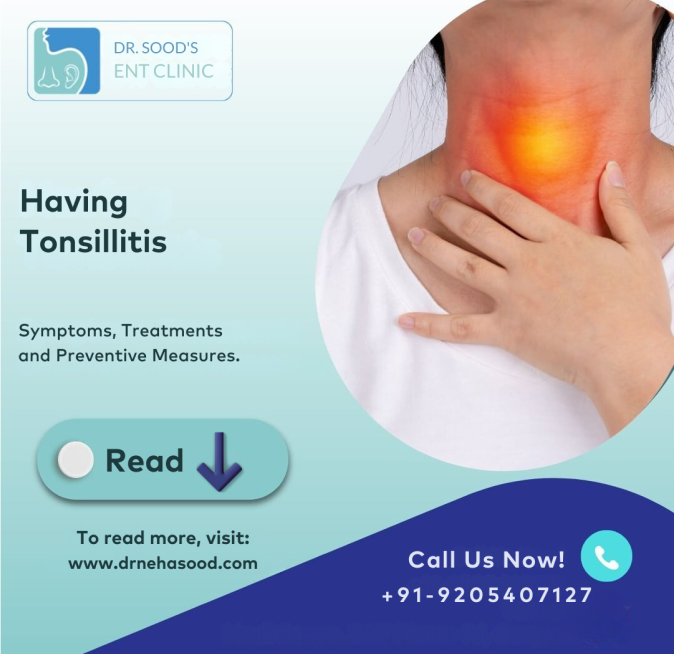 DR. SOOD'S
ENT CLINIC
Having
Tonsillitis
Symptoms, Treatments
and Preventive Measures.
Read
To read more, visit:
www.drnehasood.com
Call Us Now!
+91-9205407127